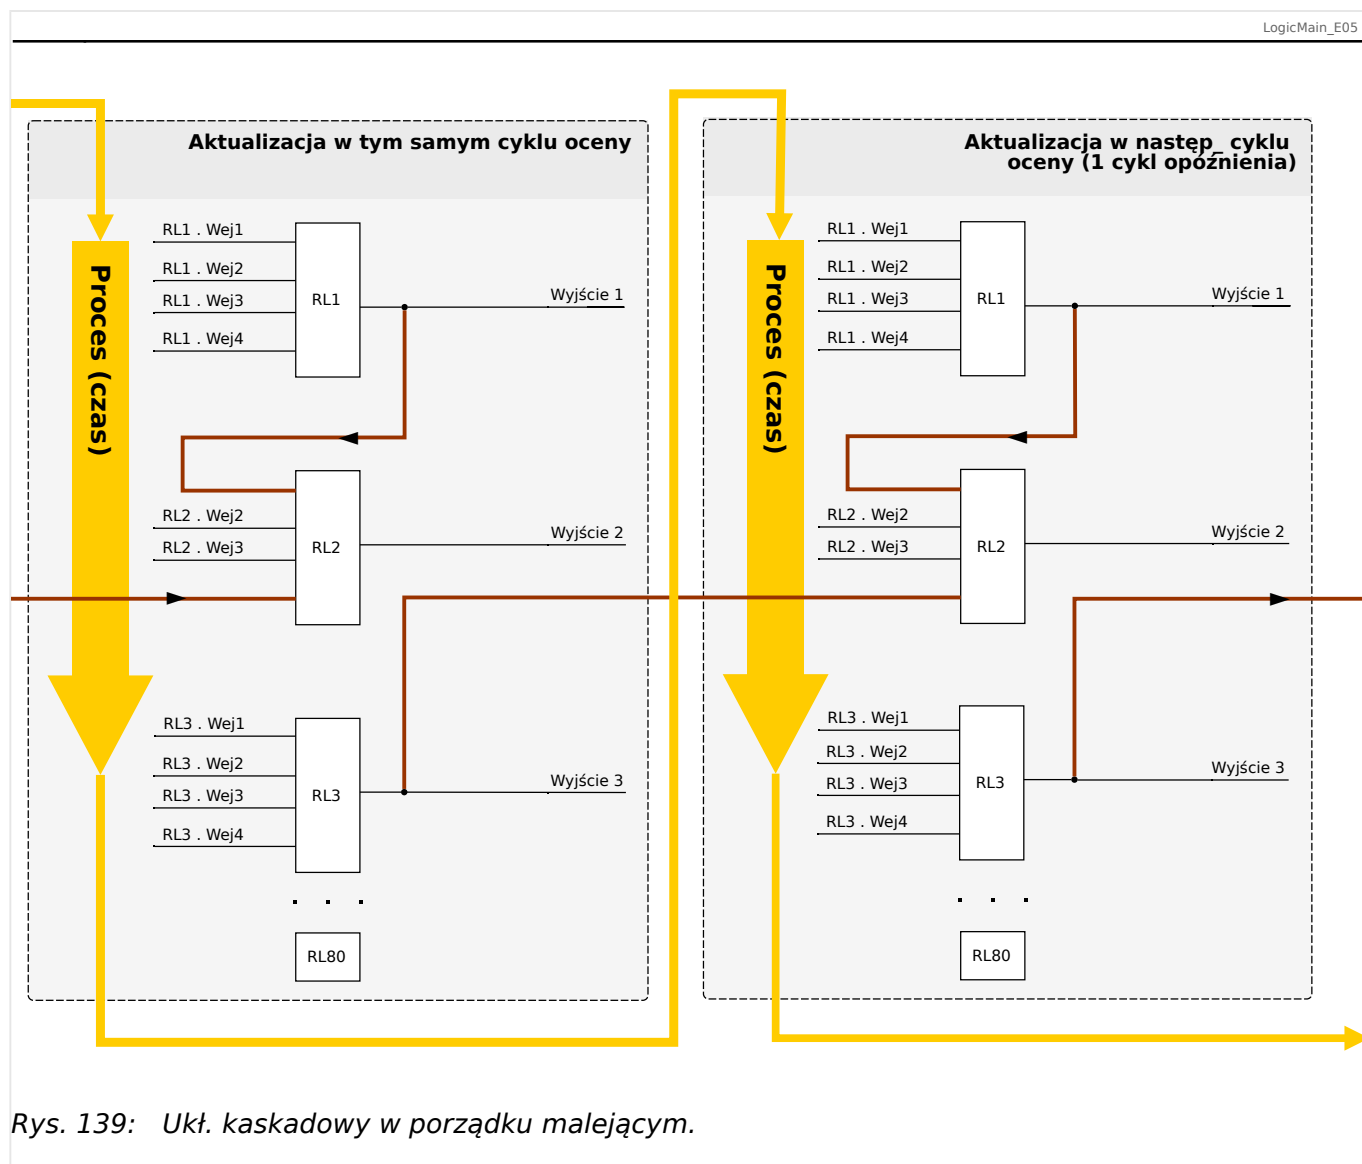 LogicMain_E05
Aktualizacja w tym samym cyklu oceny
Proces (czas)
RL1 . Wej1
RL1 . Wej2
RL1 . Wej3
RL1 . Wej4
RL1
Wyjście 1
RL2 . Wej2
RL2 . Wej3
RL2
Wyjście 2
RL3 . Wej1
RL3 . Wej2
RL3 . Wej3
RL3 . Wej4
RL3
Wyjście 3
. . .
RL80
Aktualizacja w następ_ cyklu
oceny (1 cykl opóźnienia)
Proces (czas)
RL1 . Wej1
RL1 . Wej2
RL1 . Wej3
RL1 . Wej4
RL1
Wyjście 1
RL2 . Wej2
RL2 . Wej3
RL2
Wyjście 2
RL3 . Wej1
RL3 . Wej2
RL3 . Wej3
RL3 . Wej4
RL3
Wyjście 3
. . .
RL80
Rys. 139: Ukł. kaskadowy w porządku malejącym.